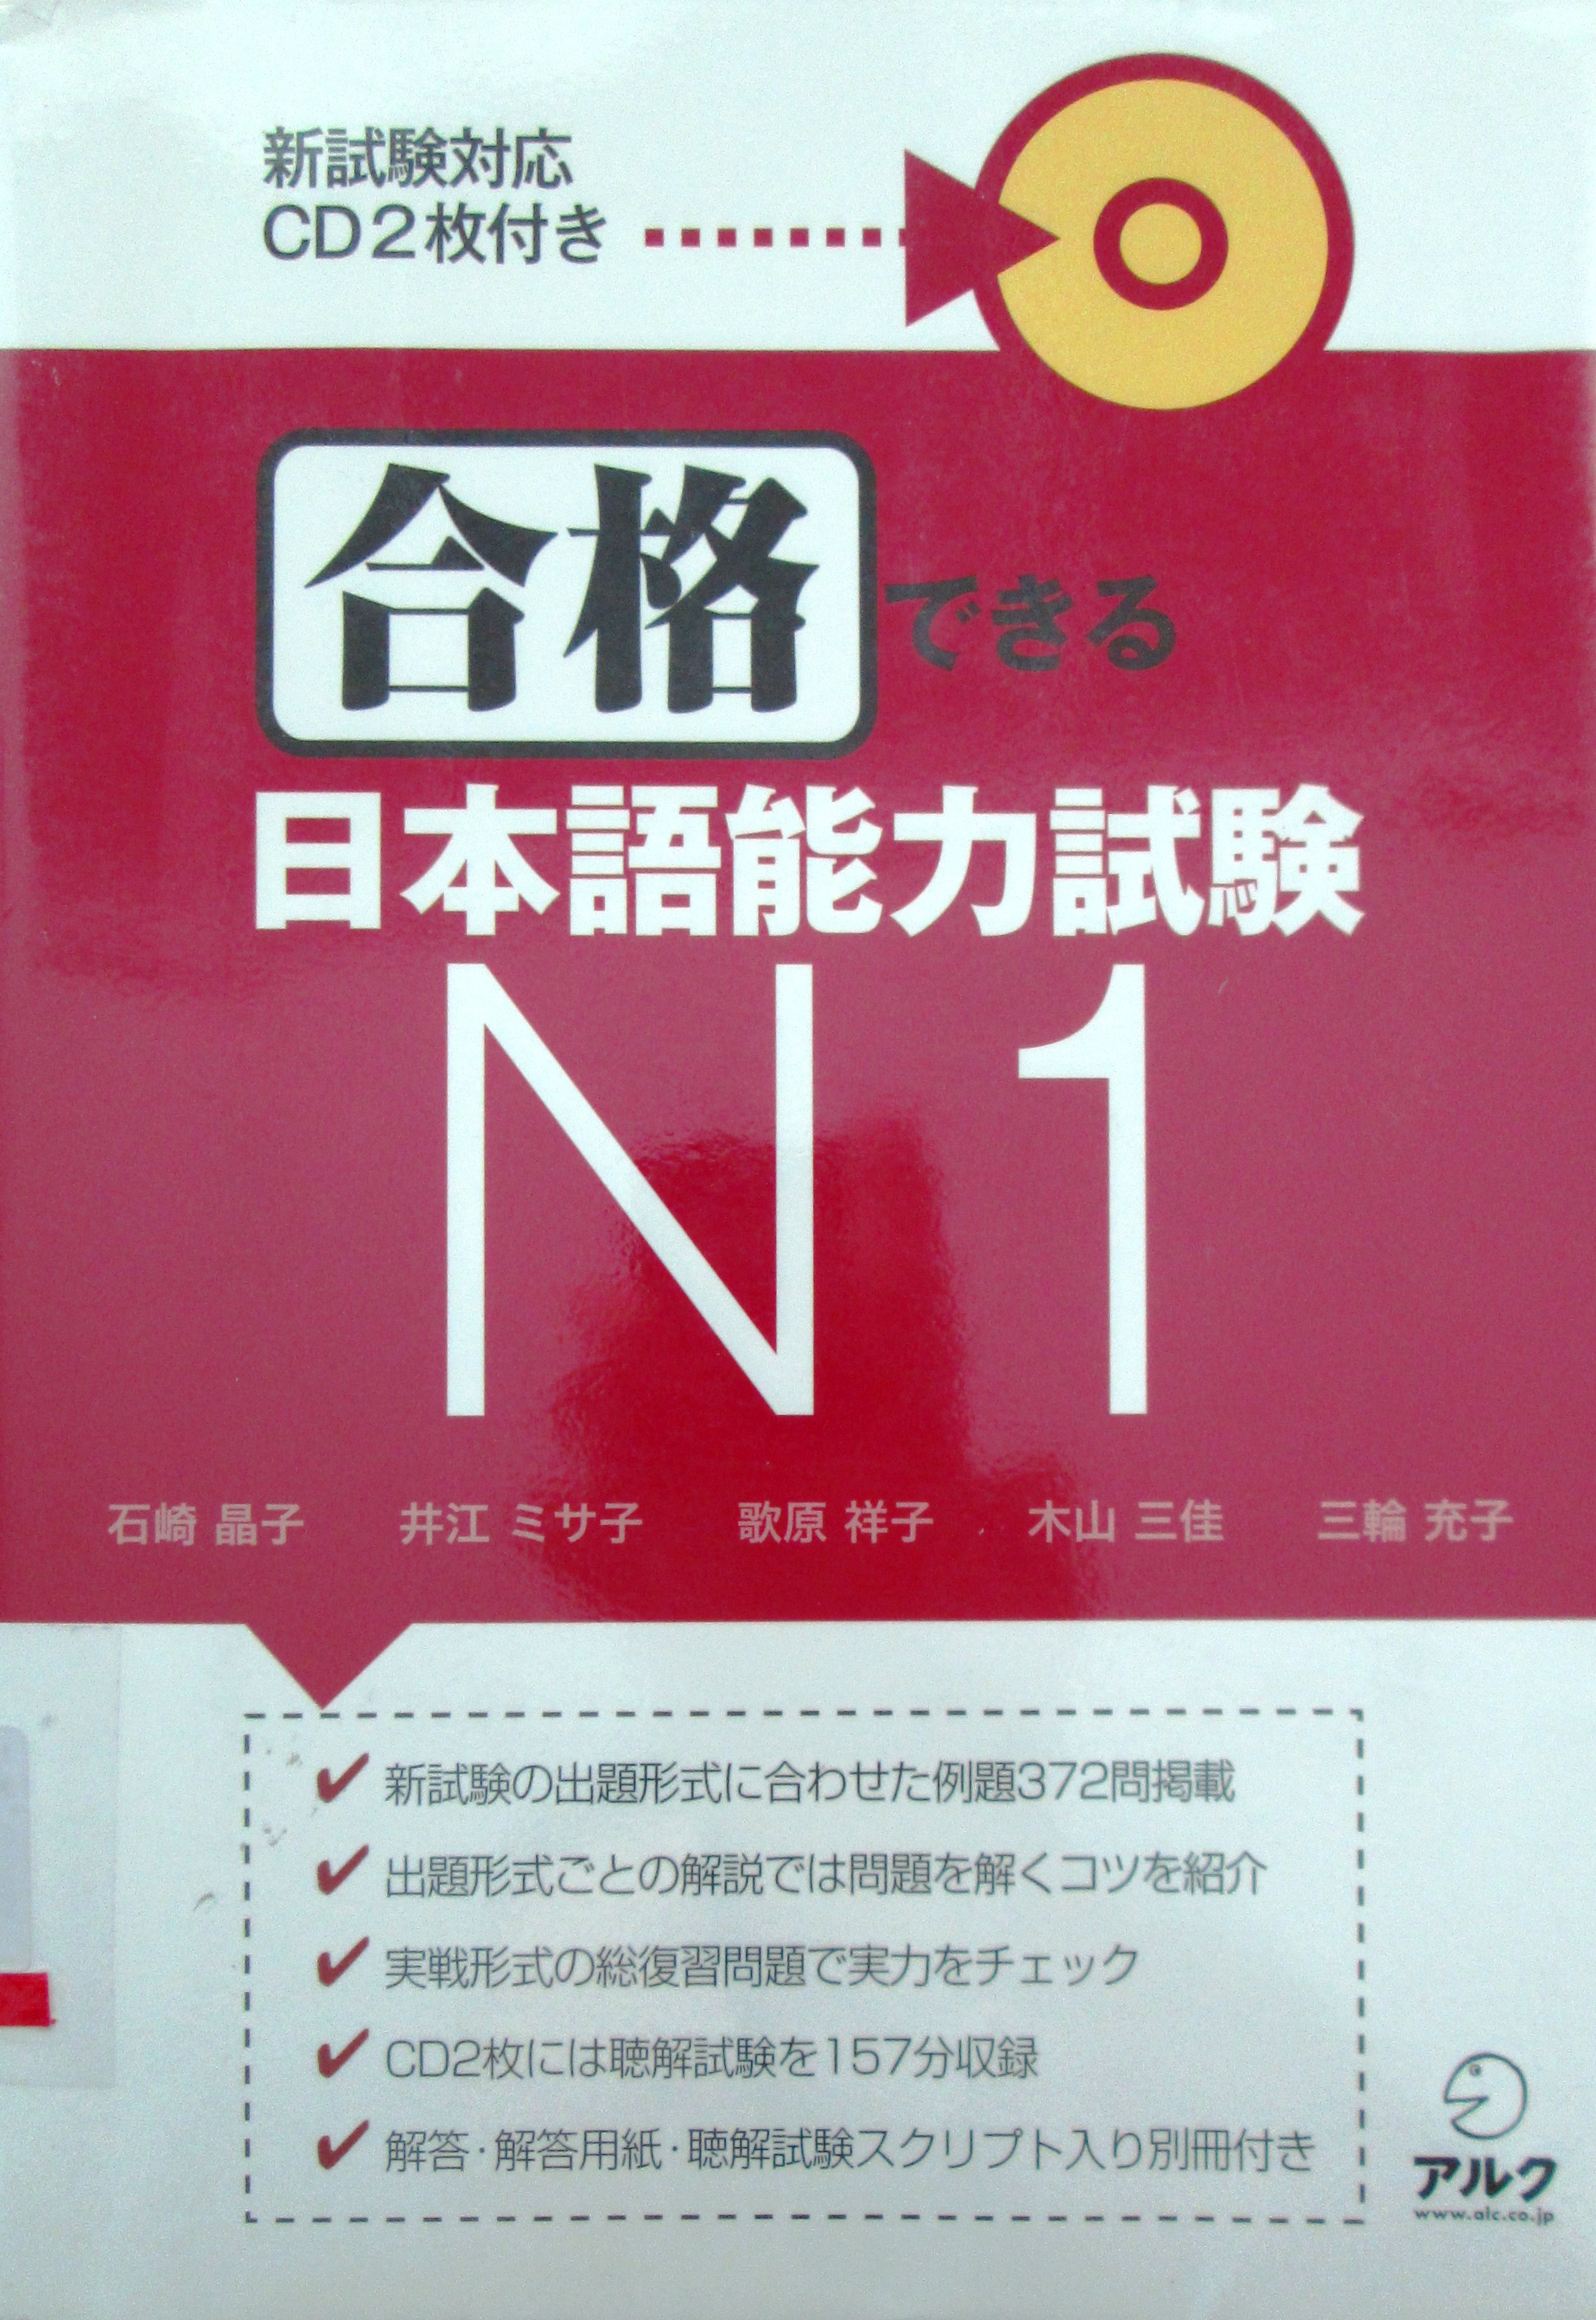 新試験対応
CD2枚付き
合格できる
日本語能力試験
N1
石崎 晶子 井江 ミサ子 歌原 祥子 木山 三佳 三輪 充子
✔ 新試験の出題形式に合わせた例題372問掲載
✔ 出題形式ごとの解説では問題を解くコツを紹介
✔ 実戦形式の総復習問題で実力をチェック
✔ CD2枚には聴解試験を157分収録
✔ 解答·解答用紙·聴解試験スクリプト入り別冊付き
アルク
www.alc.co.jp